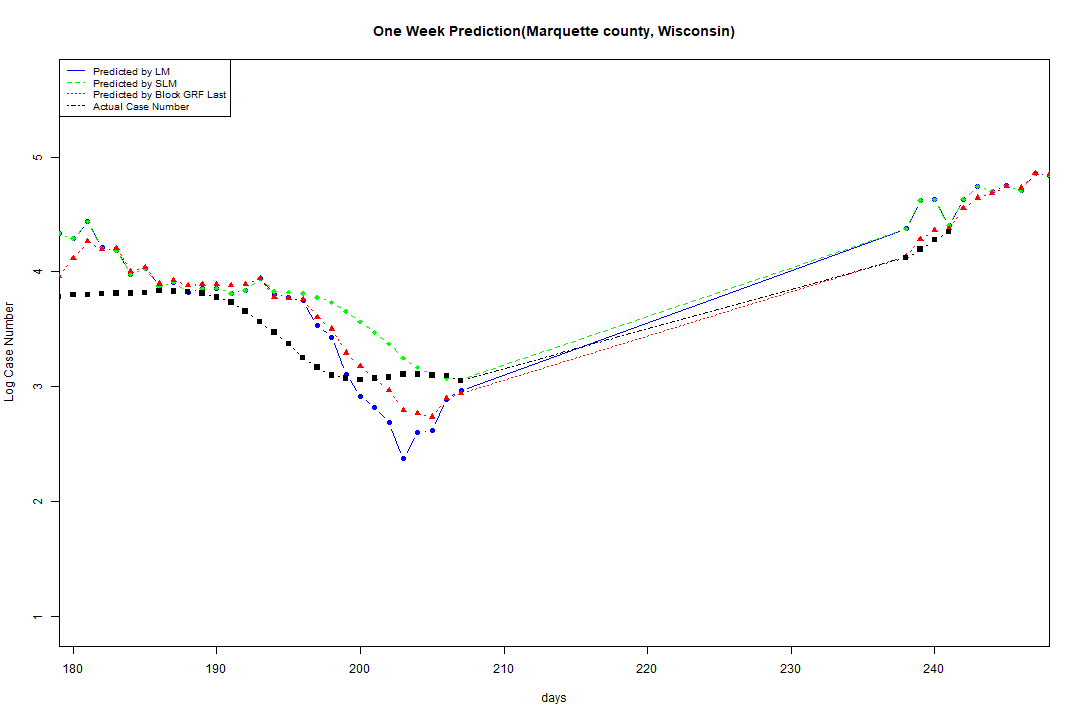 One Week Prediction(Marquette county, Wisconsin)
Predicted by LM
Predicted by SLM
Predicted by Block GRF Last
Actual Case Number
Log Case Number
5
4
3
2
1
180 190 200 210 220 230 240
days